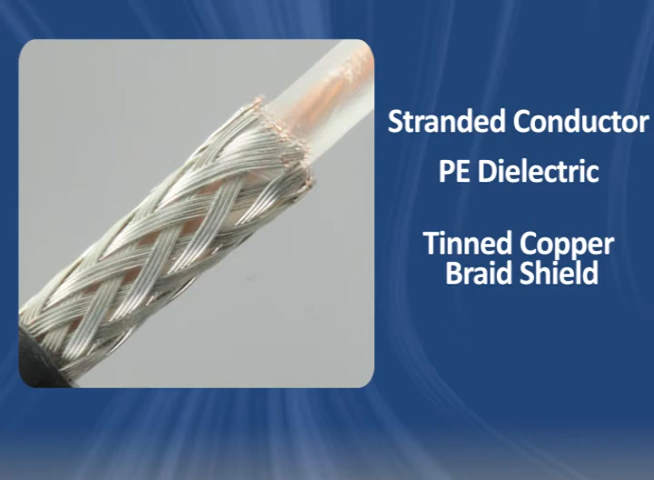 Stranded Conductor
PE Dielectric
Tinned Copper
Braid Shield